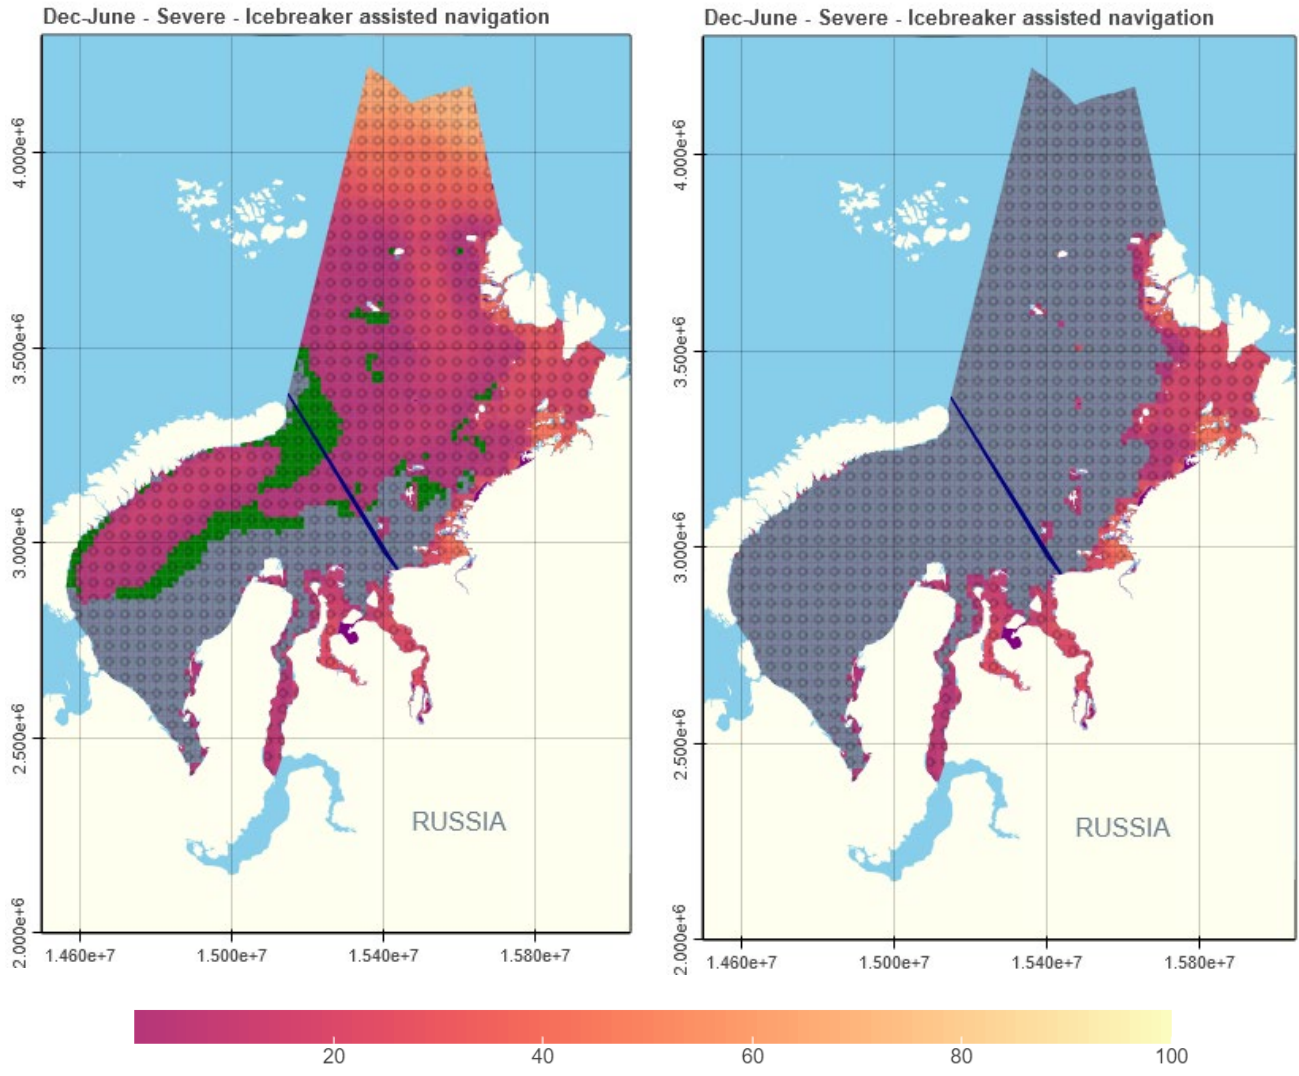 Dec-June - Severe - Icebreaker assisted navigation
Dec-June - Severe - Icebreaker assisted navigation
4.000e+6
3.500e+6
3.000e+6
2.500e+6
2.000e+6
RUSSIA
1.460e+7 1.500e+7 1.540e+7 1.580e+7
4.000e+6
3.500e+6
3.000e+6
2.500e+6
2.000e+6
RUSSIA
1.460e+7 1.500e+7 1.540e+7 1.580e+7
20 40 60 80 100